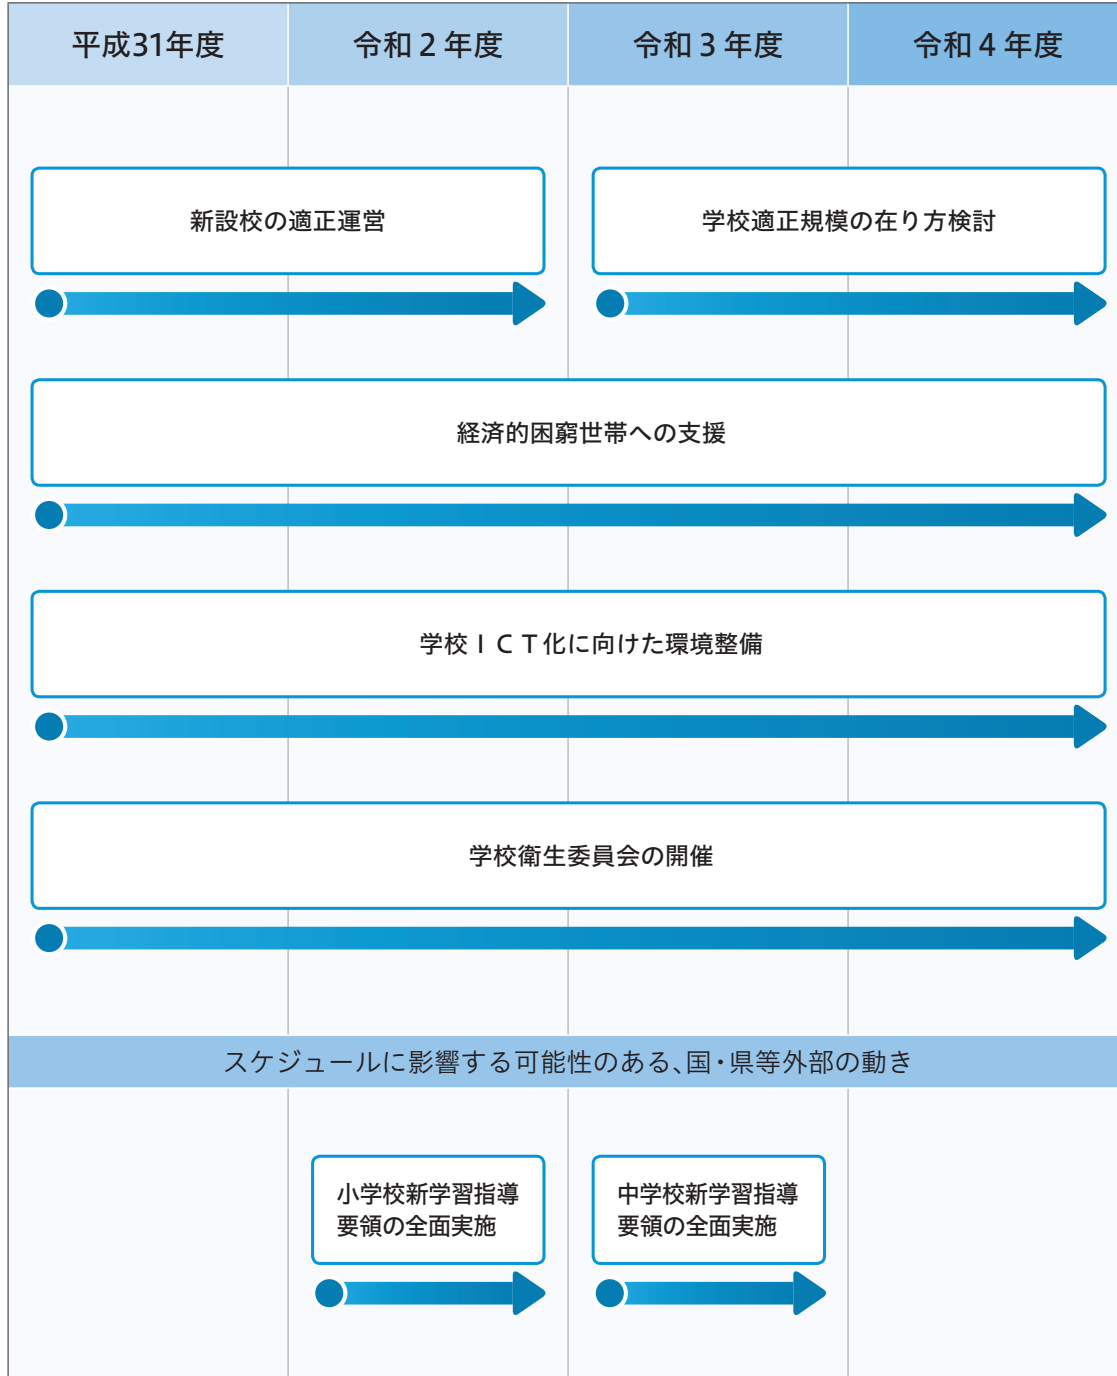 平成31年度
令和２年度
令和３年度
令和４年度
新設校の適正運営
学校適正規模の在り方検討
経済的困窮世帯への支援
学校ＩＣＴ化に向けた環境整備
学校衛生委員会の開催
スケジュールに影響する可能性のある、国・県等外部の動き
小学校新学習指導
要領の全面実施
中学校新学習指導
要領の全面実施